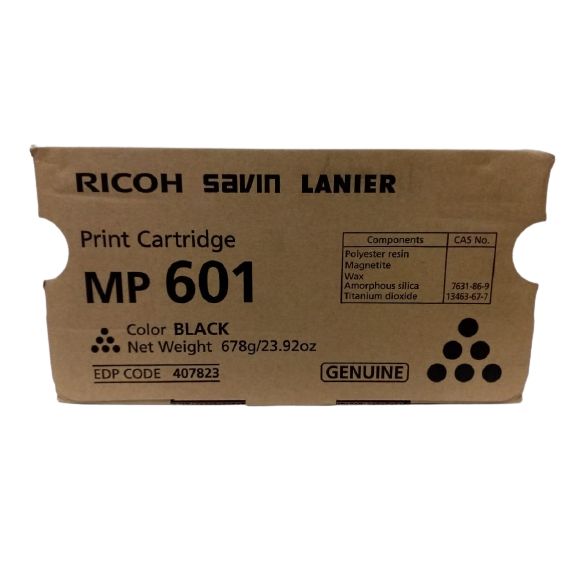 RICOH savin LANIER
Print Cartridge
MP 601
Color BLACK
Net Weight 678g/23.92oz
EDP CODE 407823
Components CAS No.
Polyester resin
Magnetite
Wax
Amorphous silica 7631-86-9
Titanium dioxide 13463-67-7
GENUINE